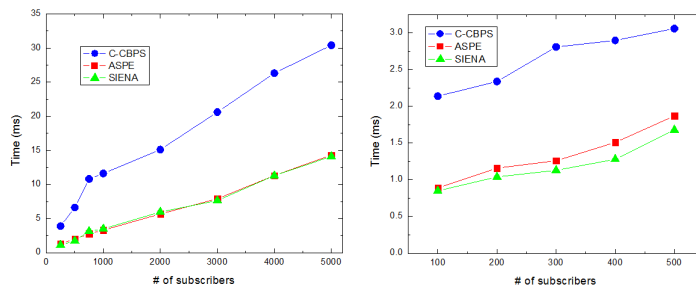 35
30
25
20
15
10
5
0
Time (ms)
C-CBPS
ASPE
SIENA
0
1000
2000
3000
4000
5000
# of subscribers
3.0
2.5
2.0
1.5
1.0
0.5
0.0
Time (ms)
C-CBPS
ASPE
SIENA
100
200
300
400
500
# of subscribers